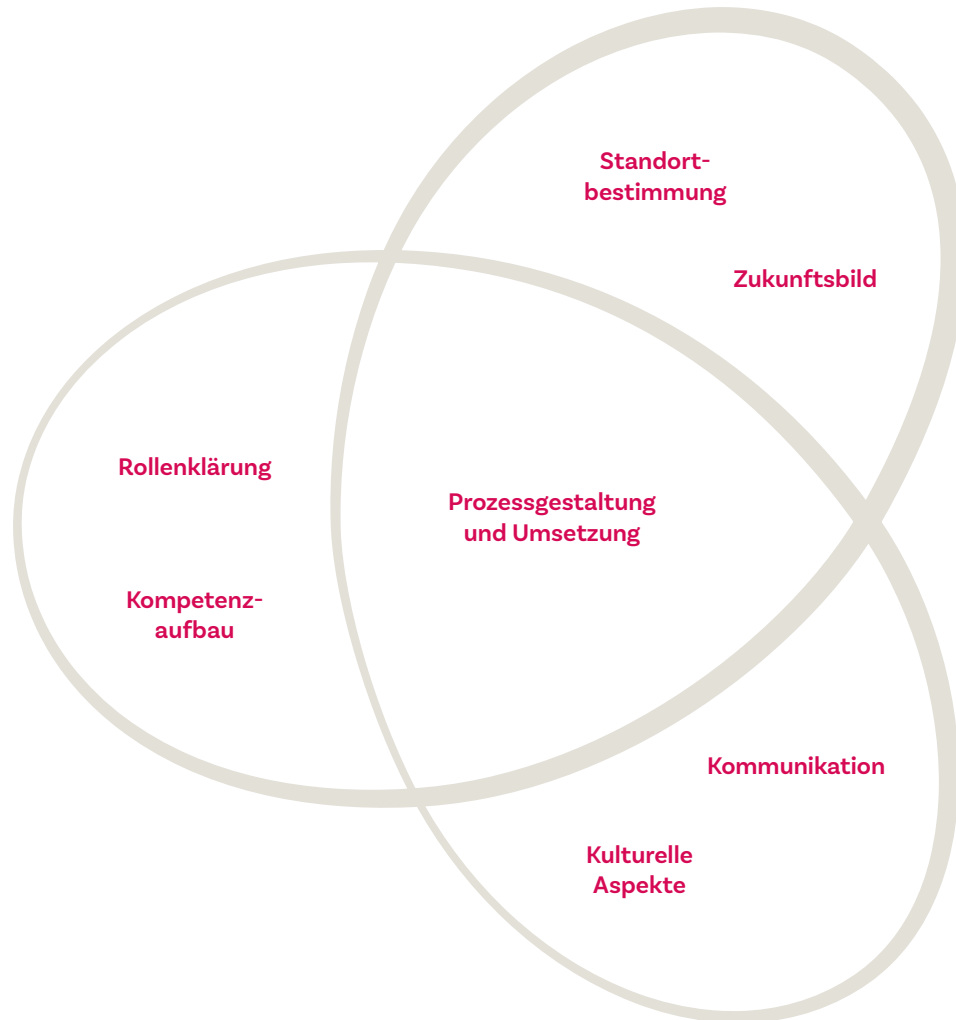 Standort-
bestimmung
Zukunftsbild
Rollenklärung
Prozessgestaltung
und Umsetzung
Kompetenz-
aufbau
Kommunikation
Kulturelle
Aspekte